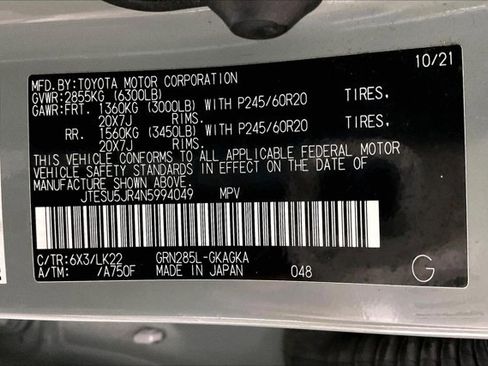 10/21
MFD.BY:TOYOTA MOTOR CORPORATION
GVWR:2855KG (6300LB)
GAWR:FRT. 1360KG (3000LB) WITH P245/60R20 TIRES,
20X7J RIMS,
RR. 1560KG (3450LB) WITH P245/60R20 TIRES,
20X7J RIMS.
THIS VEHICLE CONFORMS TO ALL APPLICABLE FEDERAL MOTOR
VEHICLE SAFETY STANDARDS IN EFFECT ON THE DATE OF
MANUFACTURE SHOWN ABOVE.
JTESU5JR4N5994049 MPV
C/TR:6X3/LK22 GRN285L-GKAGKA
A/TM: /A750F MADE IN JAPAN 048 G